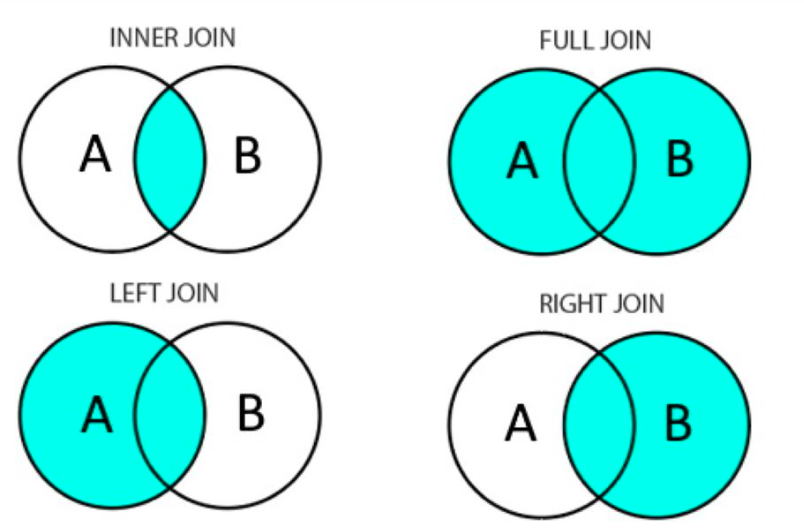 INNER JOIN
A B
FULL JOIN
A B
LEFT JOIN
A B
RIGHT JOIN
A B